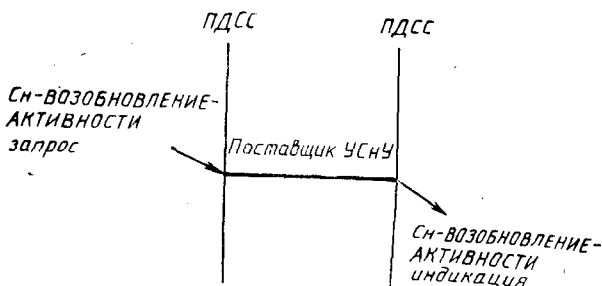 ПДСС ПДСС
Сн-ВОЗОБНОВЛЕНИЕ-
АКТИВНОСТИ
запрос
Поставщик УСнУ
Сн-ВОЗОБНОВЛЕНИЕ-
АКТИВНОСТИ
индикация